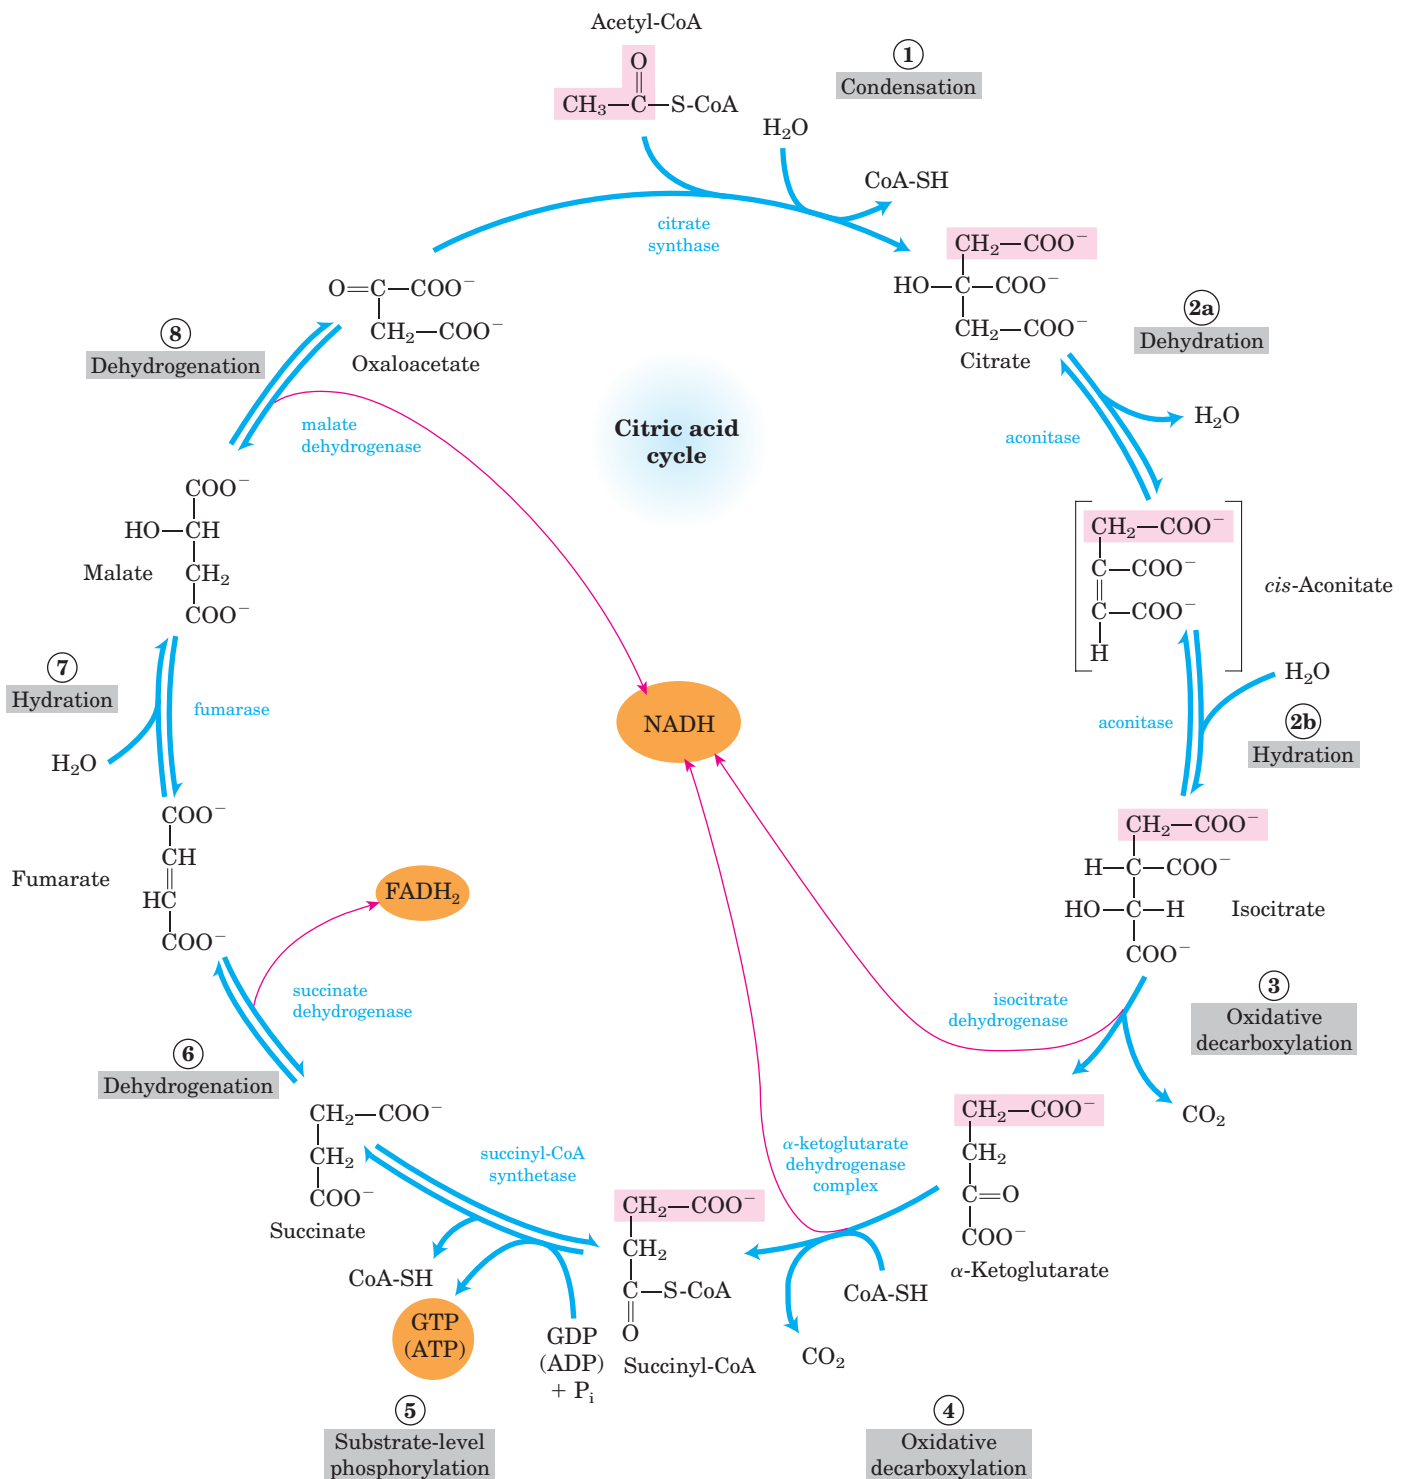 Acetyl-CoA
O
CH₃—C—S-CoA
1
Condensation
H₂O
CoA-SH
citrate
synthase
CH₂—COO⁻
HO—C—COO⁻
CH₂—COO⁻
Citrate
2a
Dehydration
H₂O
aconitase
CH₂—COO⁻
C—COO⁻
C—COO⁻
H
cis-Aconitate
H₂O
aconitase
2b
Hydration
CH₂—COO⁻
H—C—COO⁻
HO—C—H
COO⁻
Isocitrate
3
Oxidative
decarboxylation
isocitrate
dehydrogenase
CO₂
CH₂—COO⁻
CH₂
C=O
COO⁻
α-Ketoglutarate
α-ketoglutarate
dehydrogenase
complex
CoA-SH
CO₂
4
Oxidative
decarboxylation
CH₂—COO⁻
CH₂
C—S-CoA
O
Succinyl-CoA
succinyl-CoA
synthetase
GDP
(ADP)
+ Pᵢ
GTP
(ATP)
CoA-SH
5
Substrate-level
phosphorylation
CH₂—COO⁻
CH₂
COO⁻
Succinate
6
Dehydrogenation
succinate
dehydrogenase
FADH₂
COO⁻
CH
HC
COO⁻
Fumarate
7
Hydration
H₂O
fumarase
COO⁻
HO—CH
CH₂
COO⁻
Malate
8
Dehydrogenation
malate
dehydrogenase
O=C—COO⁻
CH₂—COO⁻
Oxaloacetate
Citric acid
cycle
NADH